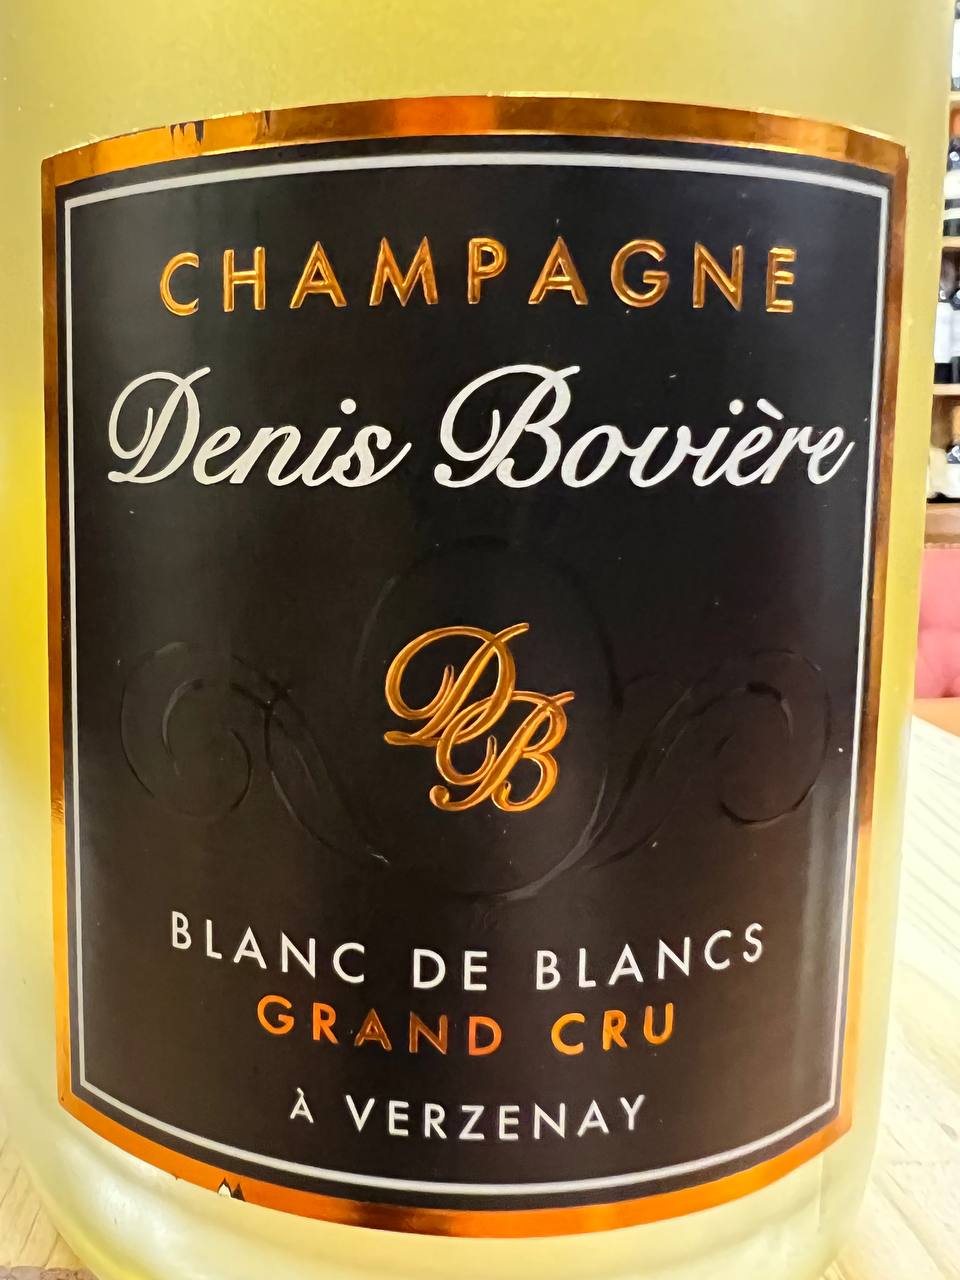 CHAMPAGNE
Denis Bovière
DB
BLANC DE BLANCS
GRAND CRU
À VERZENAY